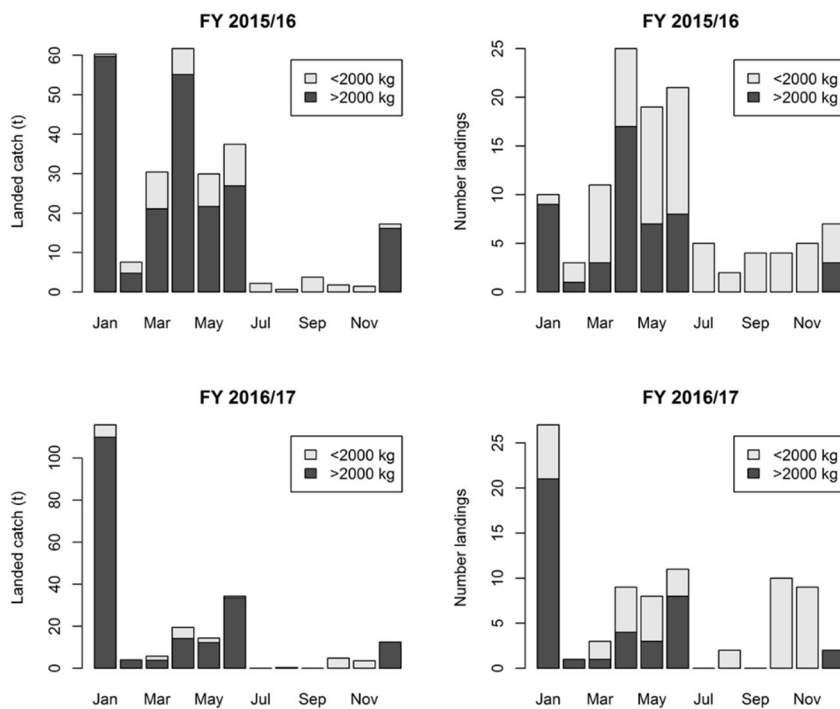 FY 2015/16
Landed catch (t)
60
50
40
30
20
10
0
<2000 kg
>2000 kg
Jan Mar May Jul Sep Nov
FY 2015/16
Number landings
25
20
15
10
5
0
<2000 kg
>2000 kg
Jan Mar May Jul Sep Nov
FY 2016/17
Landed catch (t)
100
80
60
40
20
0
<2000 kg
>2000 kg
Jan Mar May Jul Sep Nov
FY 2016/17
Number landings
25
20
15
10
5
0
<2000 kg
>2000 kg
Jan Mar May Jul Sep Nov